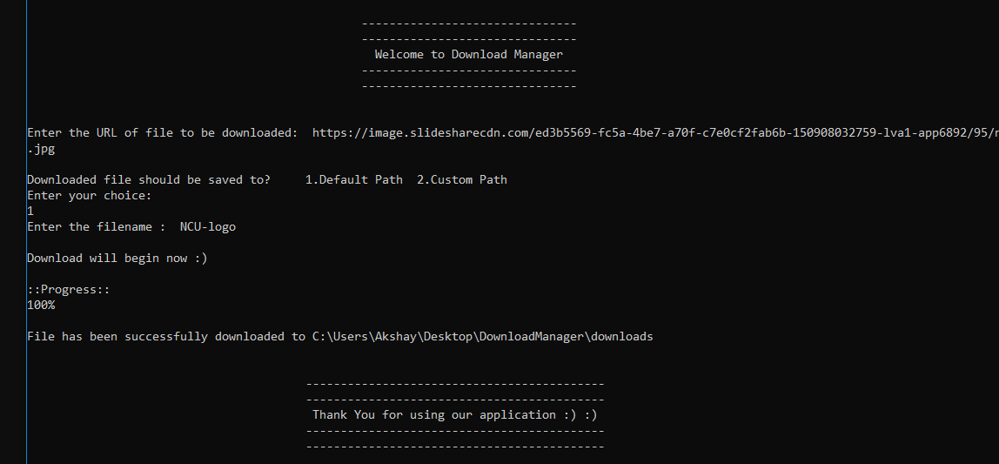 -------------------------------
-------------------------------
Welcome to Download Manager
-------------------------------
-------------------------------
Enter the URL of file to be downloaded:  https://image.slidesharecdn.com/ed3b5569-fc5a-4be7-a70f-c7e0cf2fab6b-150908032759-lva1-app6892/95/
.jpg
Downloaded file should be saved to?     1.Default Path  2.Custom Path
Enter your choice:
1
Enter the filename :  NCU-logo
Download will begin now :)
::Progress::
100%
File has been successfully downloaded to C:\Users\Akshay\Desktop\DownloadManager\downloads
-------------------------------------------
-------------------------------------------
Thank You for using our application :) :)
-------------------------------------------
-------------------------------------------